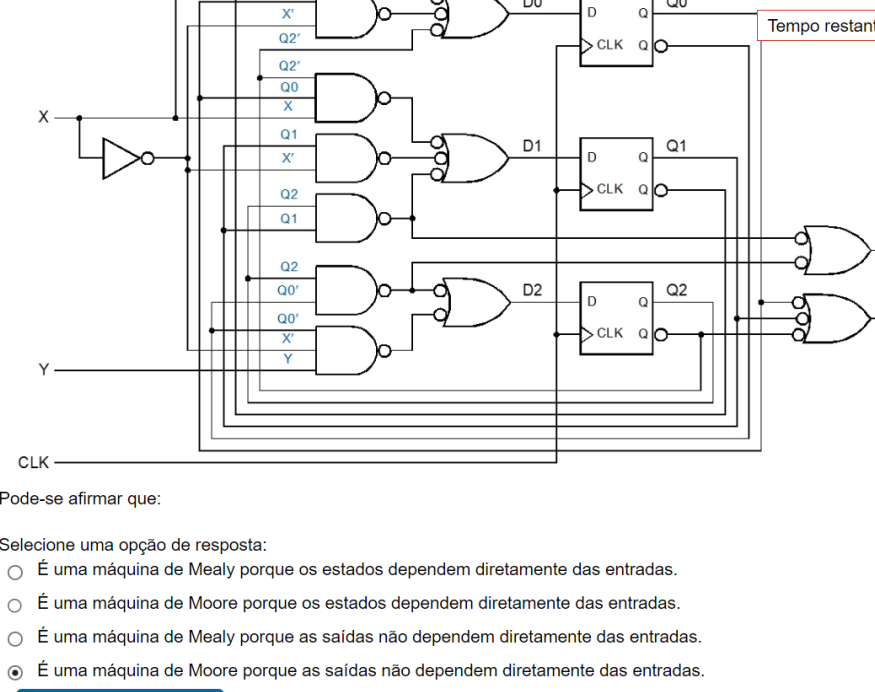 D0
Q0
X'
D Q
Tempo restant
Q2'
CLK Q
Q2'
Q0
X
X
Q1
D1
Q1
X'
D Q
Q2
CLK Q
Q1
Q2
Q0'
D2
Q2
D Q
Q0'
X'
CLK Q
Y
Y
CLK
Pode-se afirmar que:
Selecione uma opção de resposta:
É uma máquina de Mealy porque os estados dependem diretamente das entradas.
É uma máquina de Moore porque os estados dependem diretamente das entradas.
É uma máquina de Mealy porque as saídas não dependem diretamente das entradas.
É uma máquina de Moore porque as saídas não dependem diretamente das entradas.